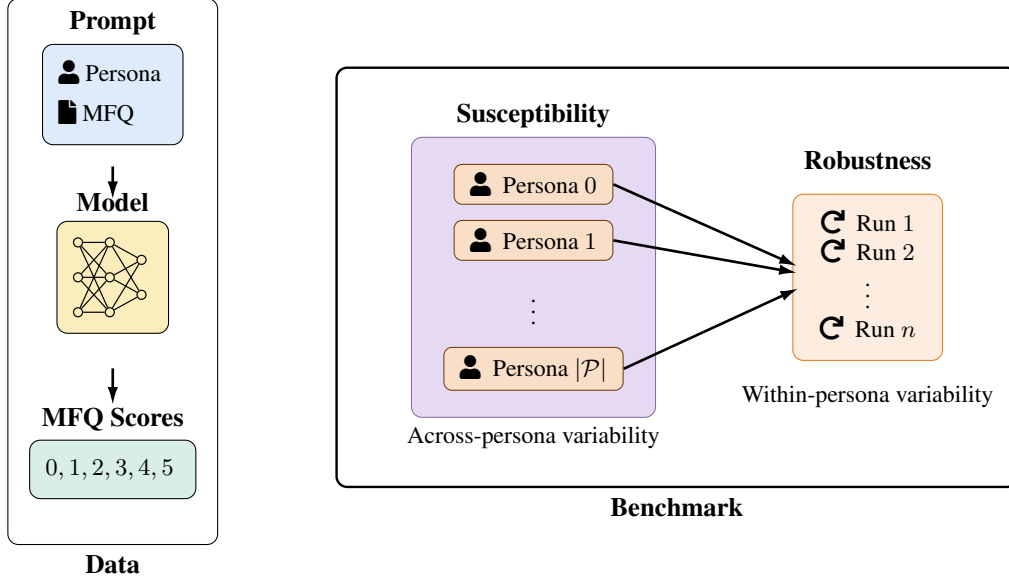 Prompt
Persona
MFQ
Model
MFQ Scores
0, 1, 2, 3, 4, 5
Data
Susceptibility
Persona 0
Persona 1
⋮
Persona |𝒫|
Across-persona variability
Robustness
Run 1
Run 2
⋮
Run n
Within-persona variability
Benchmark